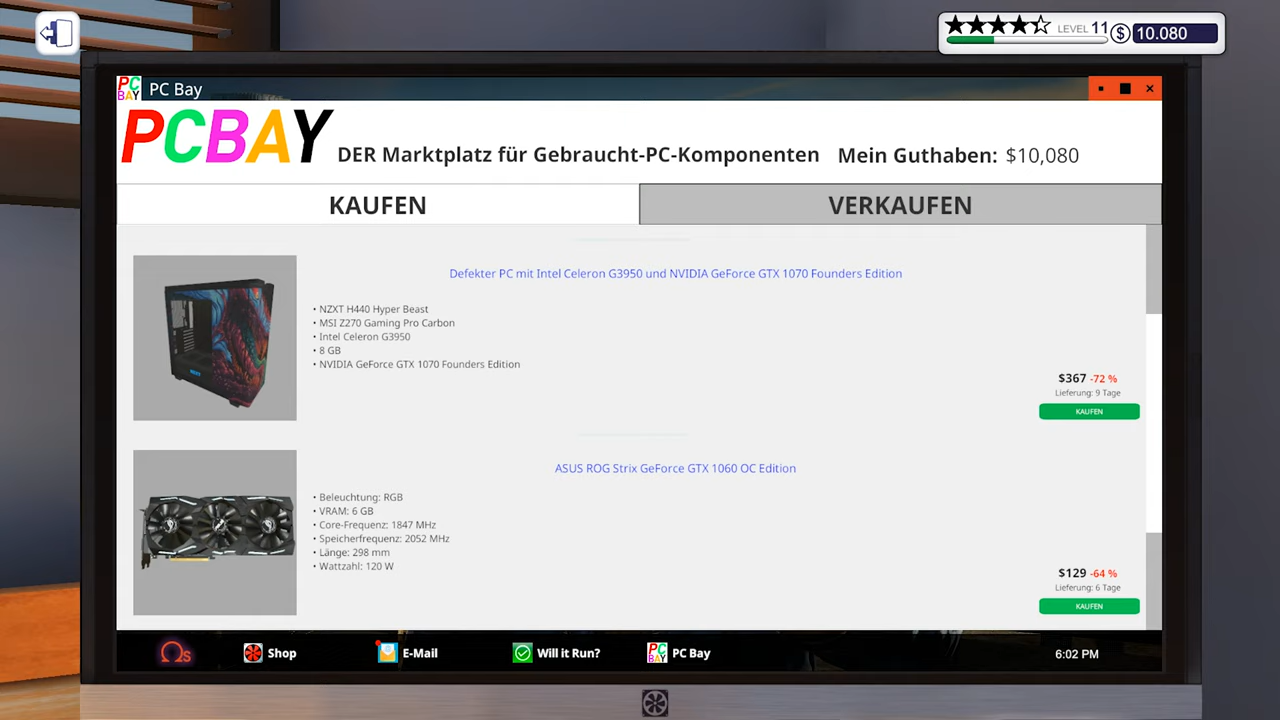 LEVEL 11 $ 10.080
PC BAY PC Bay
PCBAY DER Marktplatz für Gebraucht-PC-Komponenten Mein Guthaben: $10,080
KAUFEN VERKAUFEN
Defekter PC mit Intel Celeron G3950 und NVIDIA GeForce GTX 1070 Founders Edition
• NZXT H440 Hyper Beast
• MSI Z270 Gaming Pro Carbon
• Intel Celeron G3950
• 8 GB
• NVIDIA GeForce GTX 1070 Founders Edition
$367 -72 %
Lieferung: 9 Tage
KAUFEN
ASUS ROG Strix GeForce GTX 1060 OC Edition
• Beleuchtung: RGB
• VRAM: 6 GB
• Core-Frequenz: 1847 MHz
• Speicherfrequenz: 2052 MHz
• Länge: 298 mm
• Wattzahl: 120 W
$129 -64 %
Lieferung: 6 Tage
KAUFEN
Ωs Shop E-Mail Will it Run? PC BAY PC Bay 6:02 PM